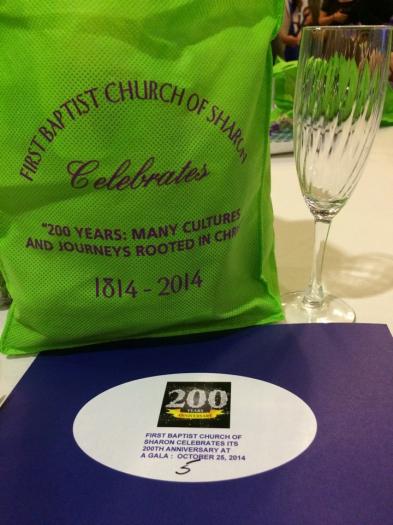 FIRST BAPTIST CHURCH OF SHARON
Celebrates
"200 YEARS: MANY CULTURES
AND JOURNEYS ROOTED IN
1814 - 2014
200
YEARS
ANNIVERSARY
FIRST BAPTIST CHURCH OF
SHARON CELEBRATES ITS
200TH ANNIVERSARY AT
A GALA : OCTOBER 25, 2014
5